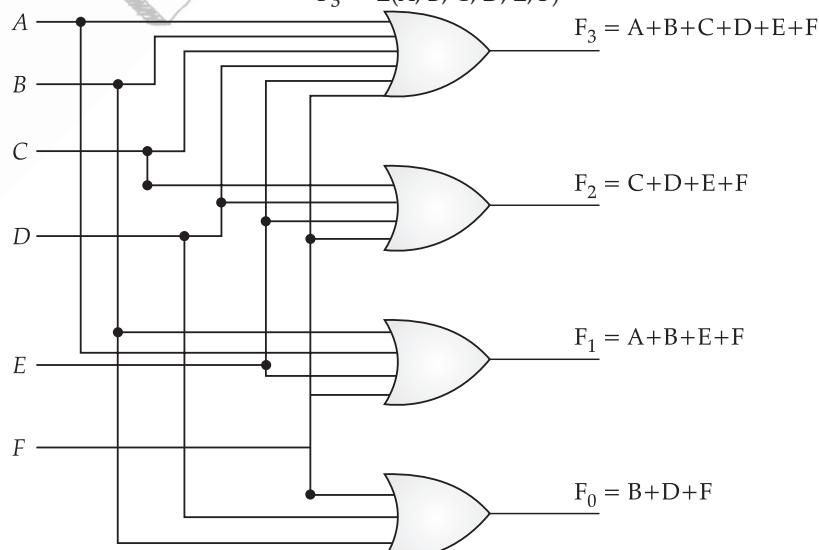 A
F₃ = A+B+C+D+E+F
B
C
F₂ = C+D+E+F
D
F₁ = A+B+E+F
E
F
F₀ = B+D+F